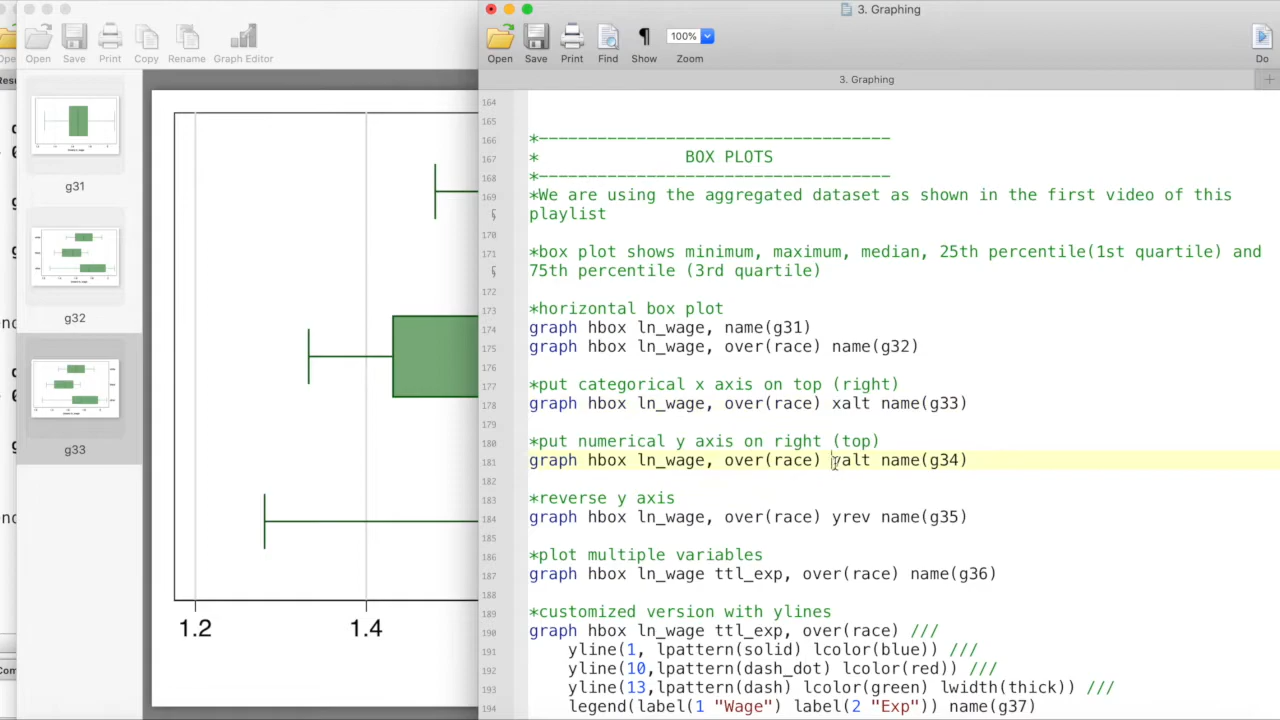 3. Graphing
Open Save Print Copy Rename Graph Editor
Open Save Print Find Show Zoom Do
100%
3. Graphing
g31
g32
g33
1.2 1.4
164
165
166 *------------------------------------
167 * BOX PLOTS
168 *------------------------------------
169 *We are using the aggregated dataset as shown in the first video of this
playlist
170
171 *box plot shows minimum, maximum, median, 25th percentile(1st quartile) and
75th percentile (3rd quartile)
172
173 *horizontal box plot
174 graph hbox ln_wage, name(g31)
175 graph hbox ln_wage, over(race) name(g32)
176
177 *put categorical x axis on top (right)
178 graph hbox ln_wage, over(race) xalt name(g33)
179
180 *put numerical y axis on right (top)
181 graph hbox ln_wage, over(race) yalt name(g34)
182
183 *reverse y axis
184 graph hbox ln_wage, over(race) yrev name(g35)
185
186 *plot multiple variables
187 graph hbox ln_wage ttl_exp, over(race) name(g36)
188
189 *customized version with ylines
190 graph hbox ln_wage ttl_exp, over(race) ///
191 yline(1, lpattern(solid) lcolor(blue)) ///
192 yline(10,lpattern(dash_dot) lcolor(red)) ///
193 yline(13,lpattern(dash) lcolor(green) lwidth(thick)) ///
194 legend(label(1 "Wage") label(2 "Exp")) name(g37)